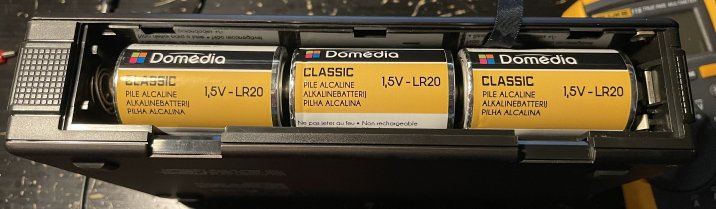 Domédia
CLASSIC
PILE ALCALINE
ALKALINEBATTERIJ
PILHA ALCALINA
1,5V - LR20
Domédia
CLASSIC
PILE ALCALINE
ALKALINEBATTERIJ
PILHA ALCALINA
1,5V - LR20
Ne pas jeter au feu • Non rechargeable
Domédia
CLASSIC
PILE ALCALINE
ALKALINEBATTERIJ
PILHA ALCALINA
1,5V - LR20